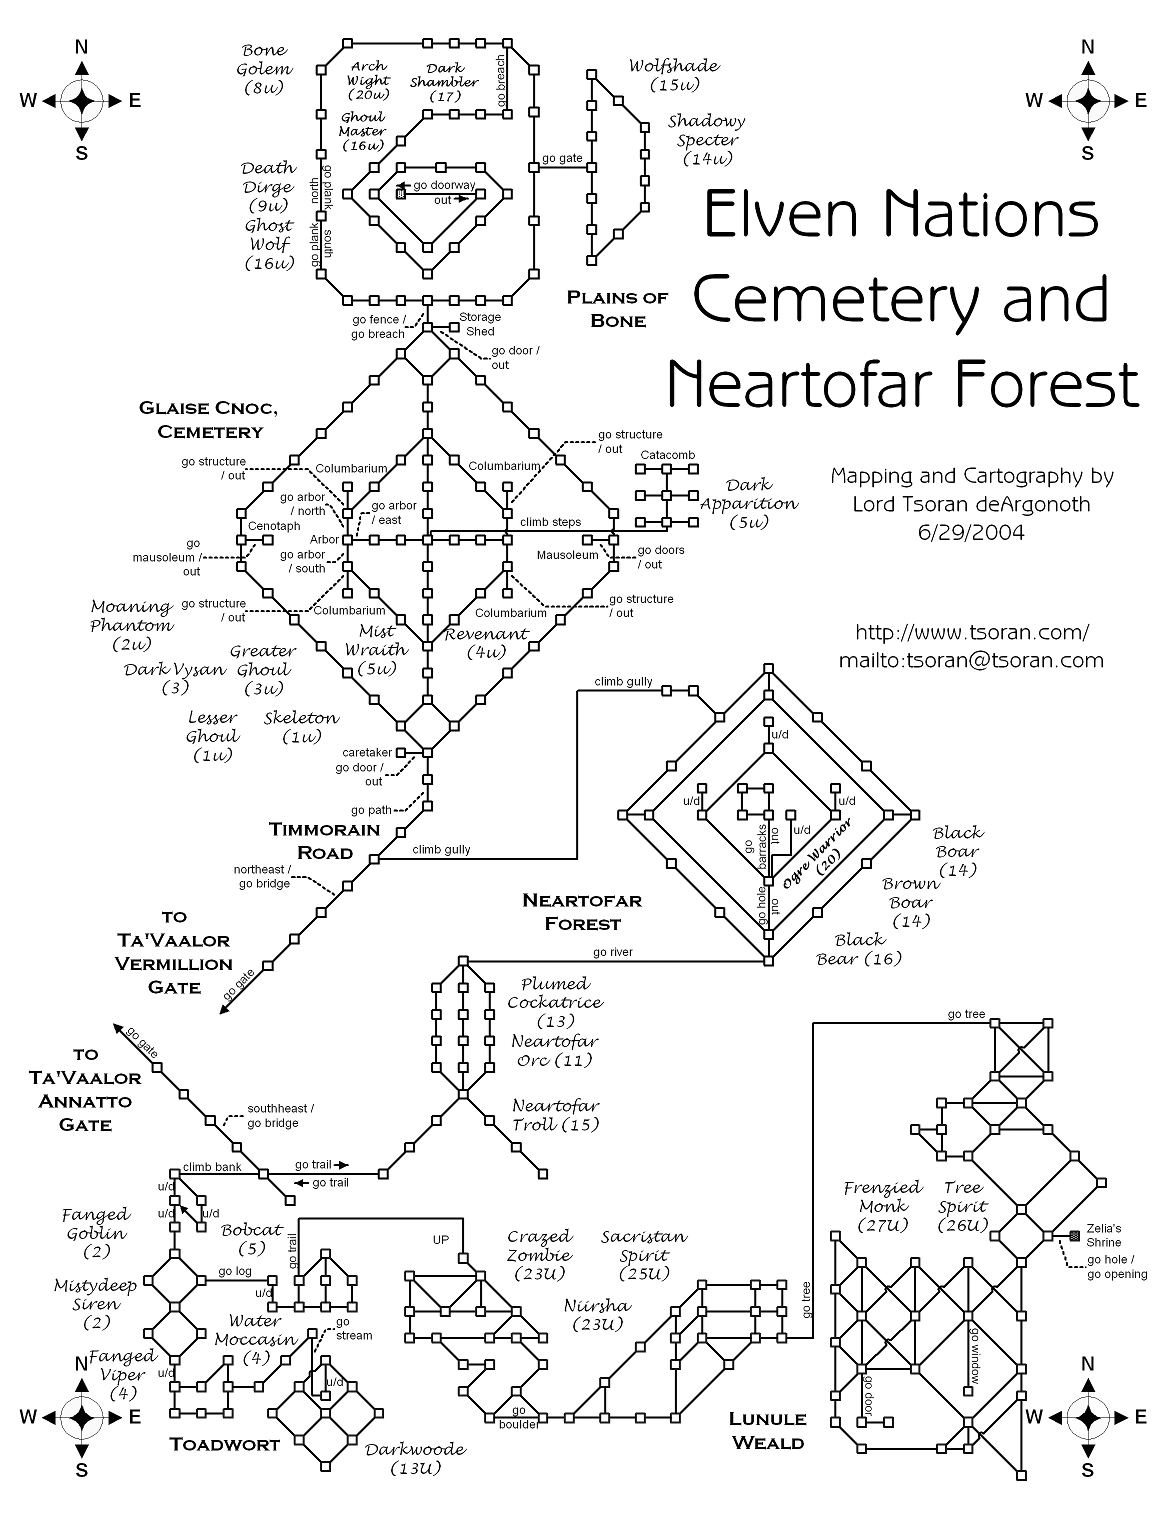 N
W
E
S
N
W
E
S
Bone
Golem
(8u)
Arch
Wight
(20u)
Dark
Shambler
(17)
go breach
Ghoul
Master
(16u)
Wolfshade
(15u)
Shadowy
Specter
(14u)
go gate
Death
Dirge
(9u)
Ghost
Wolf
(16u)
go plank
north
go plank
south
go doorway
out
Elven Nations
Cemetery and
Neartofar Forest
Plains of
Bone
go fence /
go breach
Storage
Shed
go door /
out
Glaise Cnoc,
Cemetery
go structure
/ out
Columbarium
Columbarium
go structure
/ out
Catacomb
Dark
Apparition
(5u)
go arbor
/ north
go arbor
/ east
climb steps
Cenotaph
Arbor
go
mausoleum /
out
go arbor
/ south
Mausoleum
go doors
/ out
Mapping and Cartography by
Lord Tsoran deArgonoth
6/29/2004
Moaning
Phantom
(2u)
go structure
/ out
Columbarium
Columbarium
go structure
/ out
Mist
Wraith
(5u)
Revenant
(4u)
http://www.tsoran.com/
mailto:tsoran@tsoran.com
Dark Vysan
(3)
Greater
Ghoul
(3u)
Lesser
Ghoul
(1u)
Skeleton
(1u)
climb gully
caretaker
go door /
out
go path
Timmorain
Road
climb gully
northeast /
go bridge
u/d
u/d
u/d
u/d
go
barracks
out
Ogre Warrior
(20)
go hole
out
Black
Boar
(14)
Brown
Boar
(14)
Black
Bear (16)
Neartofar
Forest
to
Ta'Vaalor
Vermillion
Gate
go gate
go river
Plumed
Cockatrice
(13)
Neartofar
Orc (11)
Neartofar
Troll (15)
go gate
to
Ta'Vaalor
Annatto
Gate
southheast /
go bridge
climb bank
go trail
go trail
go tree
u/d
u/d
u/d
Fanged
Goblin
(2)
Bobcat
(5)
go trail
UP
Crazed
Zombie
(23U)
Sacristan
Spirit
(25U)
Frenzied
Monk
(27U)
Tree
Spirit
(26U)
Zelia's
Shrine
go hole /
go opening
go log
Mistydeep
Siren
(2)
u/d
Water
Moccasin
(4)
go
stream
Niirsha
(23U)
go tree
Fanged
Viper
(4)
u/d
u/d
go window
go door
go
boulder
N
W
E
S
Toadwort
Darkwoode
(13U)
Lunule
Weald
N
W
E
S